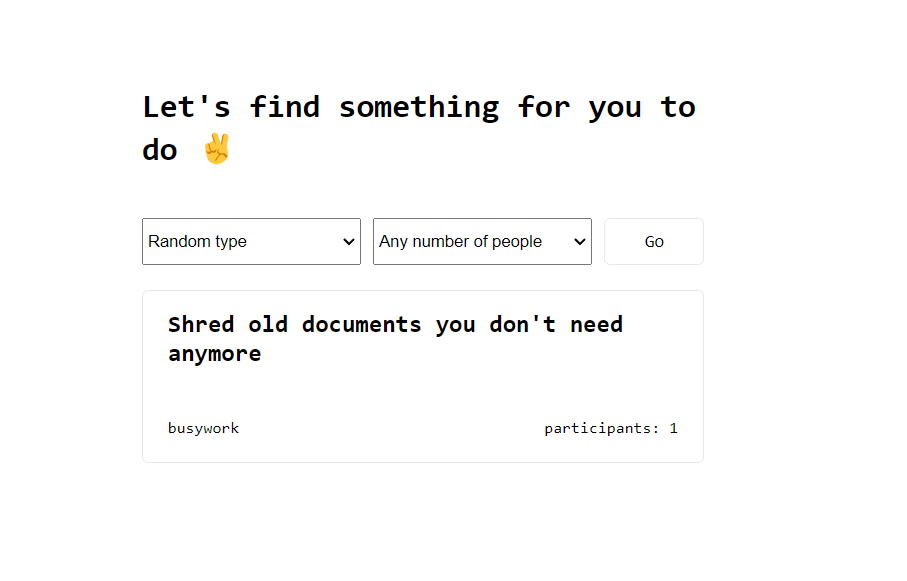 Let's find something for you to
do ✌️
Random type Any number of people Go
Shred old documents you don't need
anymore
busywork participants: 1